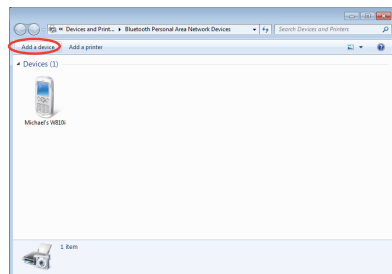 Devices and Print... ▸ Bluetooth Personal Area Network Devices
Search Devices and Printers
Add a device
Add a printer
Devices (1)
Michael's W810i
1 item